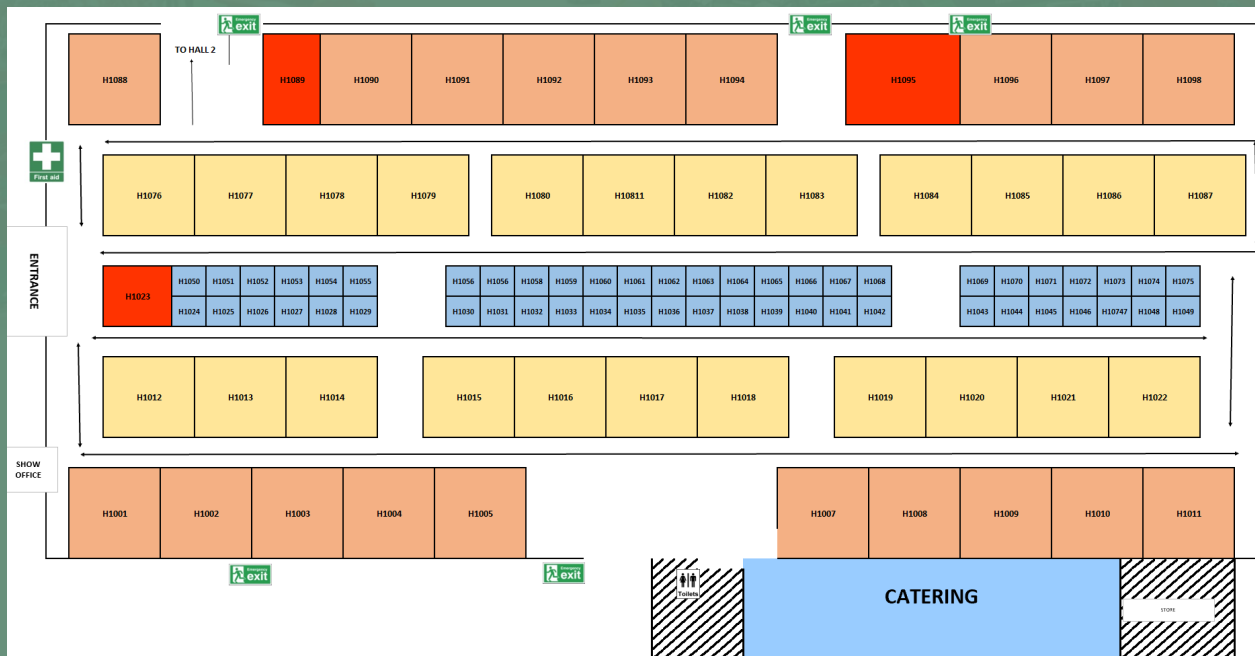 Emergency
exit
Emergency
exit
Emergency
exit
TO HALL 2
H1088
H1089
H1090
H1091
H1092
H1093
H1094
H1095
H1096
H1097
H1098
First aid
H1076
H1077
H1078
H1079
H1080
H10811
H1082
H1083
H1084
H1085
H1086
H1087
ENTRANCE
H1023
H1050
H1051
H1052
H1053
H1054
H1055
H1056
H1056
H1058
H1059
H1060
H1061
H1062
H1063
H1064
H1065
H1066
H1067
H1068
H1069
H1070
H1071
H1072
H1073
H1074
H1075
H1024
H1025
H1026
H1027
H1028
H1029
H1030
H1031
H1032
H1033
H1034
H1035
H1036
H1037
H1038
H1039
H1040
H1041
H1042
H1043
H1044
H1045
H1046
H10747
H1048
H1049
H1012
H1013
H1014
H1015
H1016
H1017
H1018
H1019
H1020
H1021
H1022
SHOW
OFFICE
H1001
H1002
H1003
H1004
H1005
H1007
H1008
H1009
H1010
H1011
Emergency
exit
Emergency
exit
Toilets
CATERING
STORE